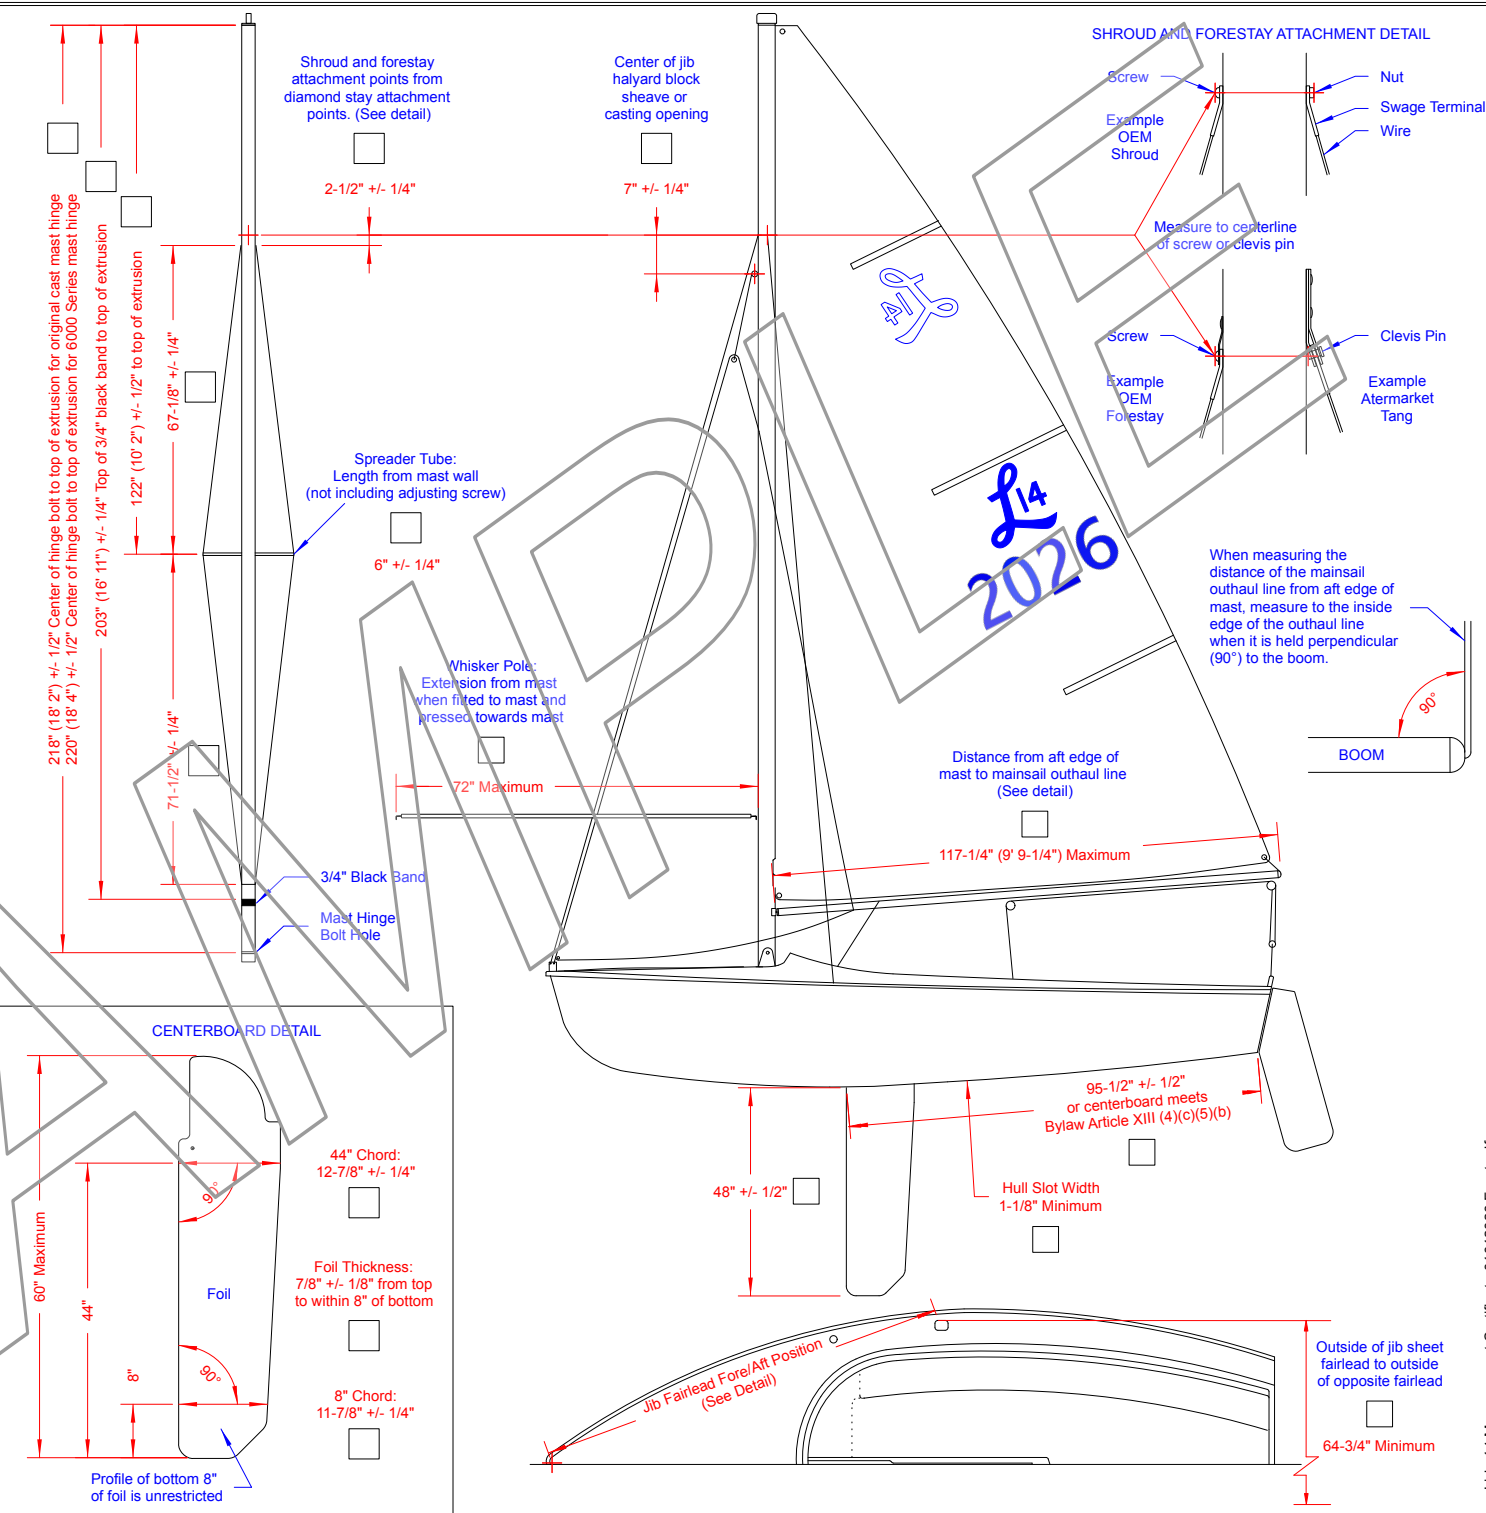 SHROUD AND FORESTAY ATTACHMENT DETAIL
Shroud and forestay
attachment points from
diamond stay attachment
points. (See detail)
2-1/2" +/- 1/4"
Center of jib
halyard block
sheave or
casting opening
7" +/- 1/4"
Screw
Nut
Swage Terminal
Wire
Example
OEM
Shroud
Measure to centerline
of screw or clevis pin
Screw
Clevis Pin
Example
OEM
Forestay
Example
Atermarket
Tang
218" (18' 2") +/- 1/2" Center of hinge bolt to top of extrusion for original cast mast hinge
220" (18' 4") +/- 1/2" Center of hinge bolt to top of extrusion for 6000 Series mast hinge
203" (16' 11") +/- 1/4" Top of 3/4" black band to top of extrusion
122" (10' 2") +/- 1/2" to top of extrusion
67-1/8" +/- 1/4"
71-1/2" +/- 1/4"
Spreader Tube:
Length from mast wall
(not including adjusting screw)
6" +/- 1/4"
L14
L14
2026
When measuring the
distance of the mainsail
outhaul line from aft edge of
mast, measure to the inside
edge of the outhaul line
when it is held perpendicular
(90°) to the boom.
90°
BOOM
Whisker Pole:
Extension from mast
when fitted to mast and
pressed towards mast
72" Maximum
Distance from aft edge of
mast to mainsail outhaul line
(See detail)
117-1/4" (9' 9-1/4") Maximum
3/4" Black Band
Mast Hinge
Bolt Hole
CENTERBOARD DETAIL
60" Maximum
44"
8"
90°
90°
Foil
44" Chord:
12-7/8" +/- 1/4"
Foil Thickness:
7/8" +/- 1/8" from top
to within 8" of bottom
8" Chord:
11-7/8" +/- 1/4"
Profile of bottom 8"
of foil is unrestricted
95-1/2" +/- 1/2"
or centerboard meets
Bylaw Article XIII (4)(c)(5)(b)
48" +/- 1/2"
Hull Slot Width
1-1/8" Minimum
Jib Fairlead Fore/Aft Position
(See Detail)
Outside of jib sheet
fairlead to outside
of opposite fairlead
64-3/4" Minimum